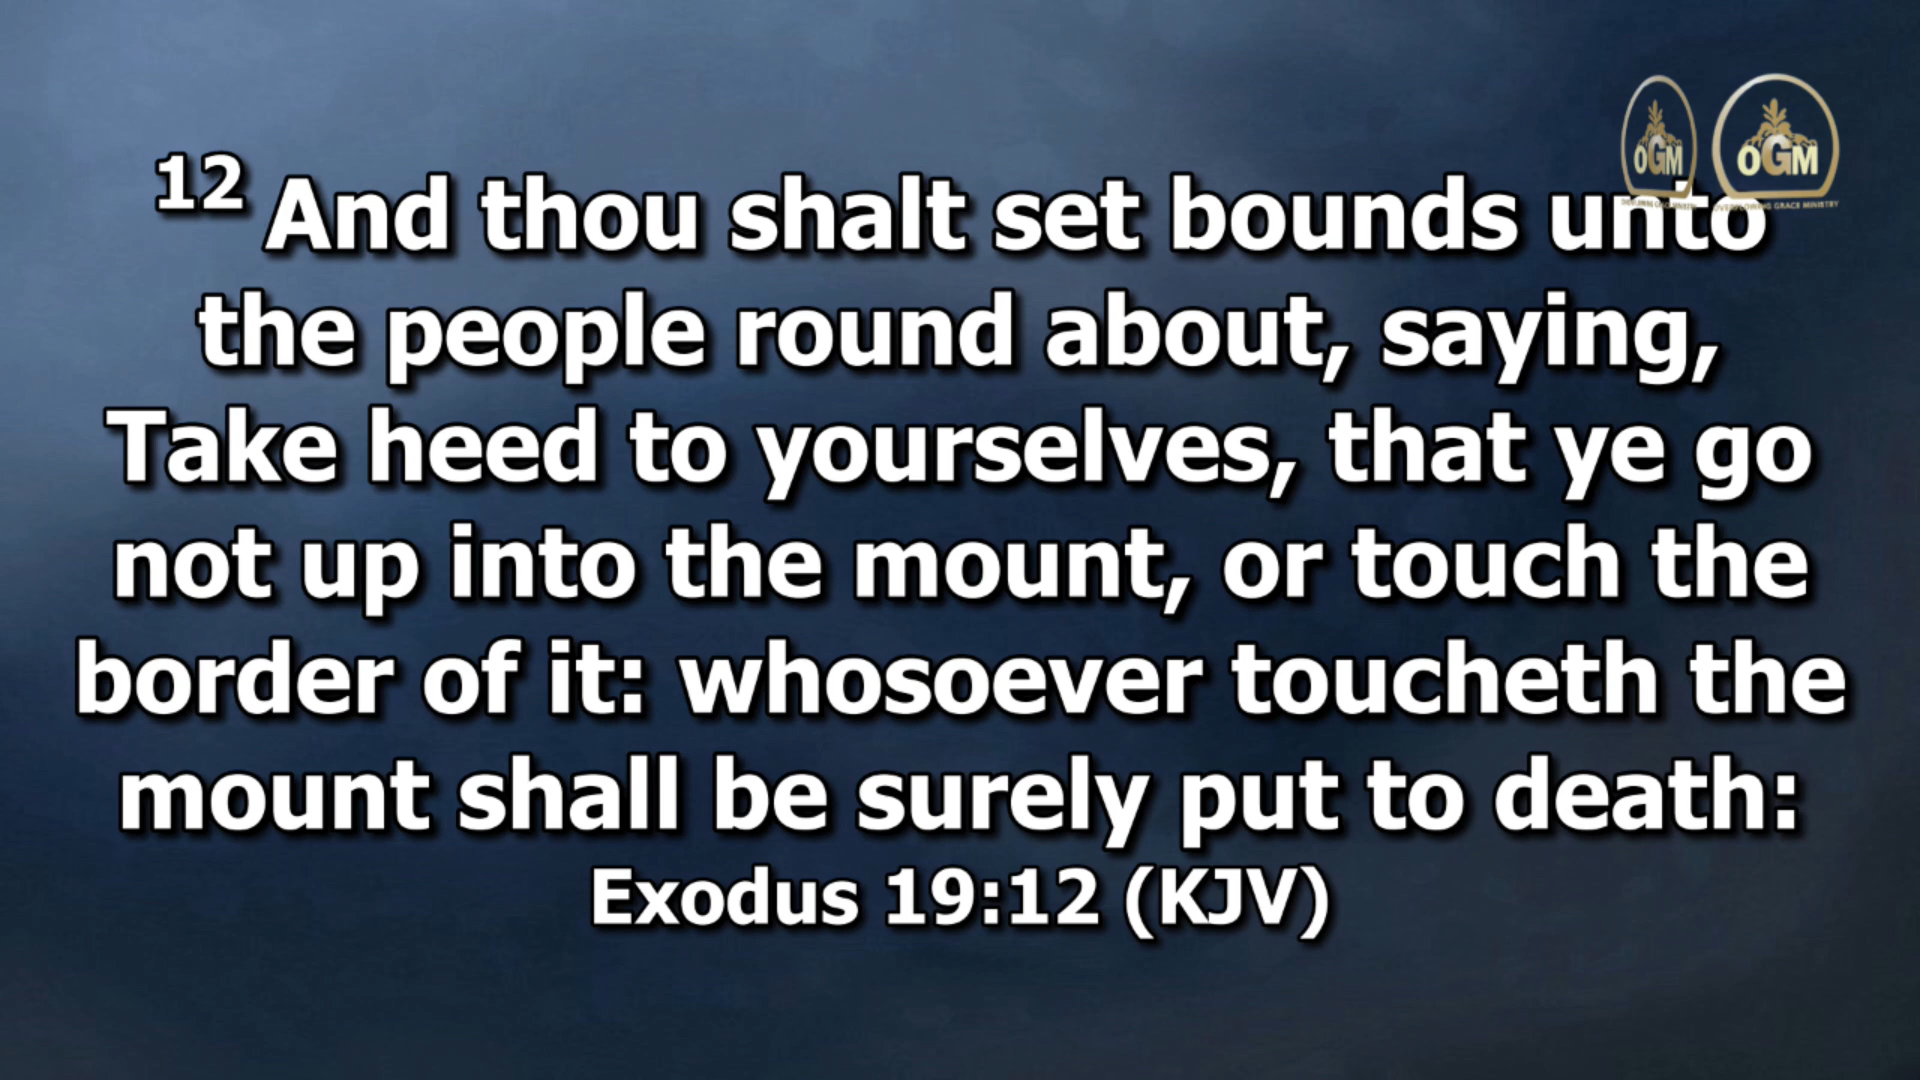 12 And thou shalt set bounds unto
the people round about, saying,
Take heed to yourselves, that ye go
not up into the mount, or touch the
border of it: whosoever toucheth the
mount shall be surely put to death:
Exodus 19:12 (KJV)
OGM
OGM
GRACE MINISTRY